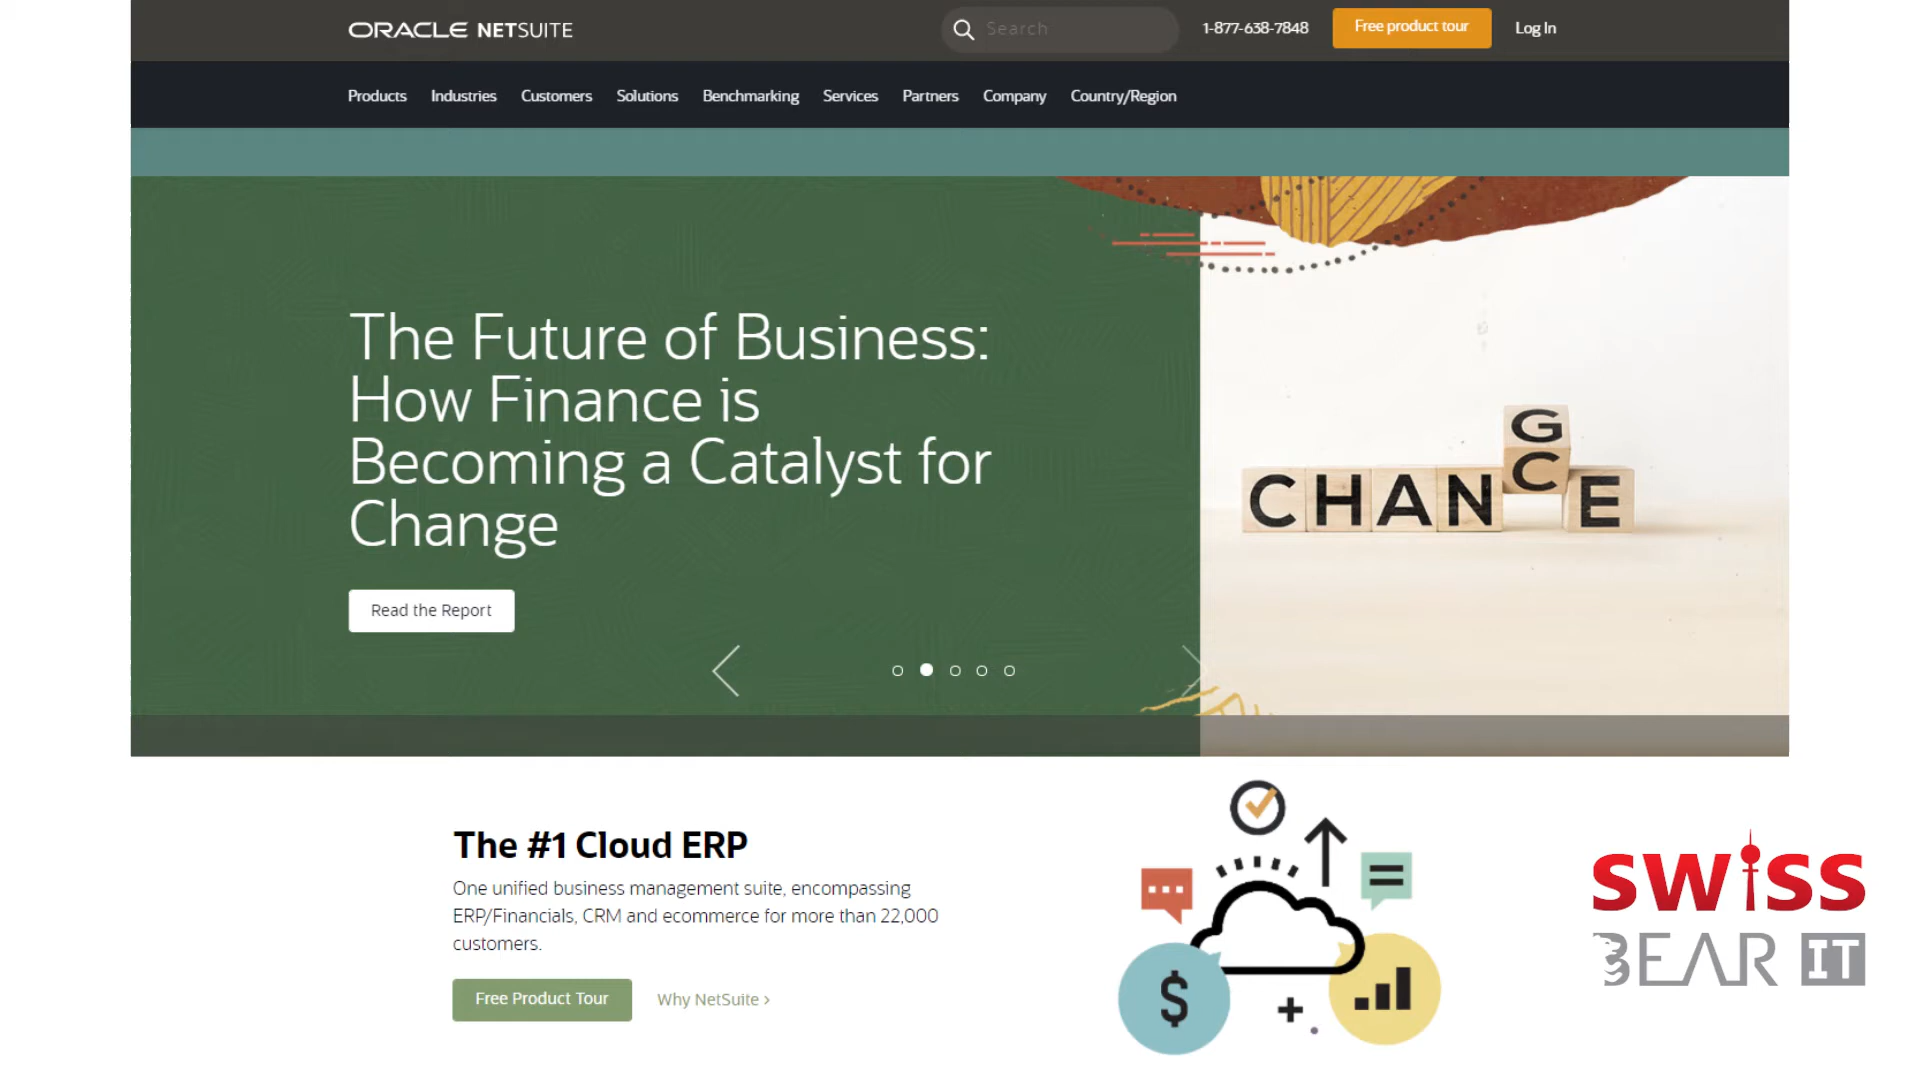 ORACLE NETSUITE
Search
1-877-638-7848
Free product tour
Log In
Products
Industries
Customers
Solutions
Benchmarking
Services
Partners
Company
Country/Region
The Future of Business:
How Finance is
Becoming a Catalyst for
Change
Read the Report
G
CHANCE
The #1 Cloud ERP
One unified business management suite, encompassing
ERP/Financials, CRM and ecommerce for more than 22,000
customers.
Free Product Tour
Why NetSuite >
$
SWISS
BEAR IT